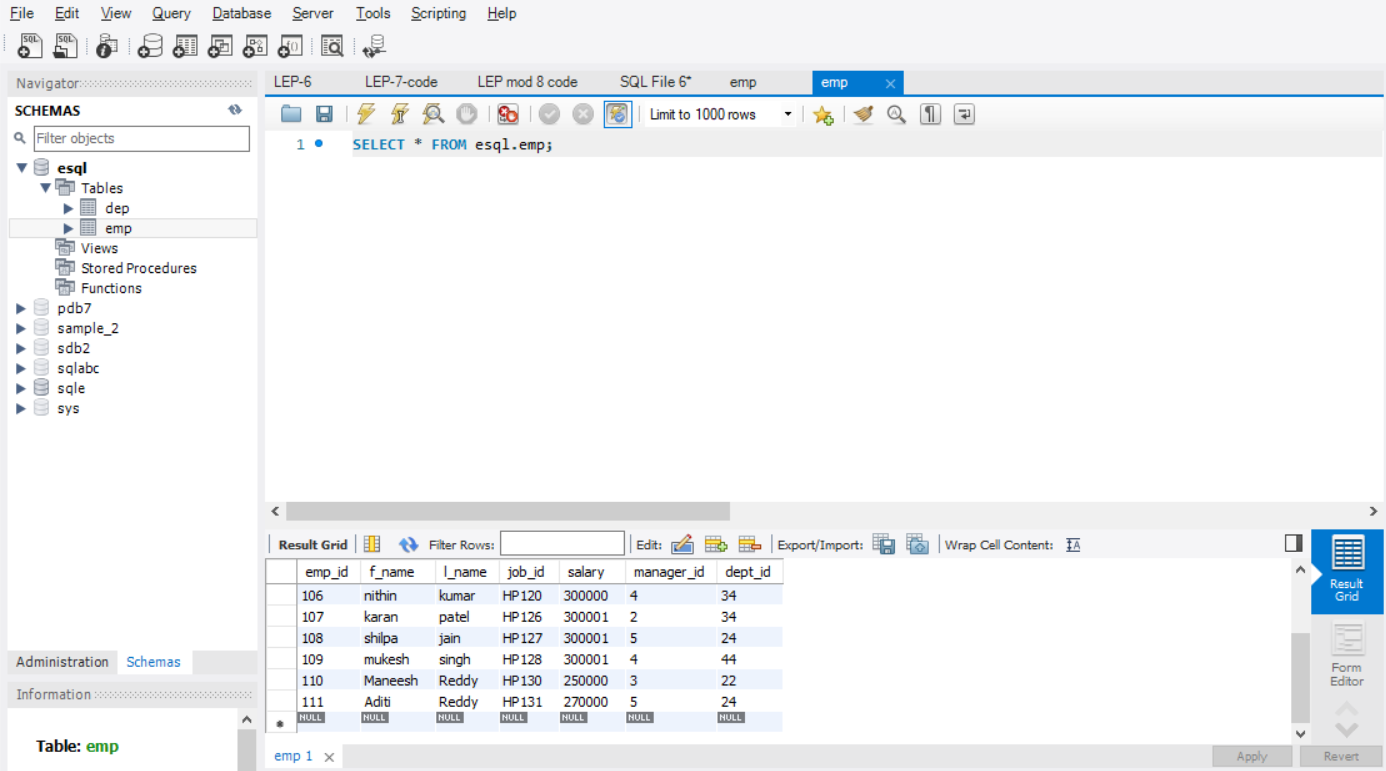 File Edit View Query Database Server Tools Scripting Help
SQL SQL
Navigator
SCHEMAS
Filter objects
esql
Tables
dep
emp
Views
Stored Procedures
Functions
pdb7
sample_2
sdb2
sqlabc
sqle
sys
Administration Schemas
Information
Table: emp
LEP-6 LEP-7-code LEP mod 8 code SQL File 6* emp emp
Limit to 1000 rows
1 SELECT * FROM esql.emp;
Result Grid Filter Rows: Edit: Export/Import: Wrap Cell Content: IA
emp_id f_name l_name job_id salary manager_id dept_id
106 nithin kumar HP120 300000 4 34
107 karan patel HP126 300001 2 34
108 shilpa jain HP127 300001 5 24
109 mukesh singh HP128 300001 4 44
110 Maneesh Reddy HP130 250000 3 22
111 Aditi Reddy HP131 270000 5 24
NULL NULL NULL NULL NULL NULL NULL
Result
Grid
Form
Editor
emp 1
Apply Revert